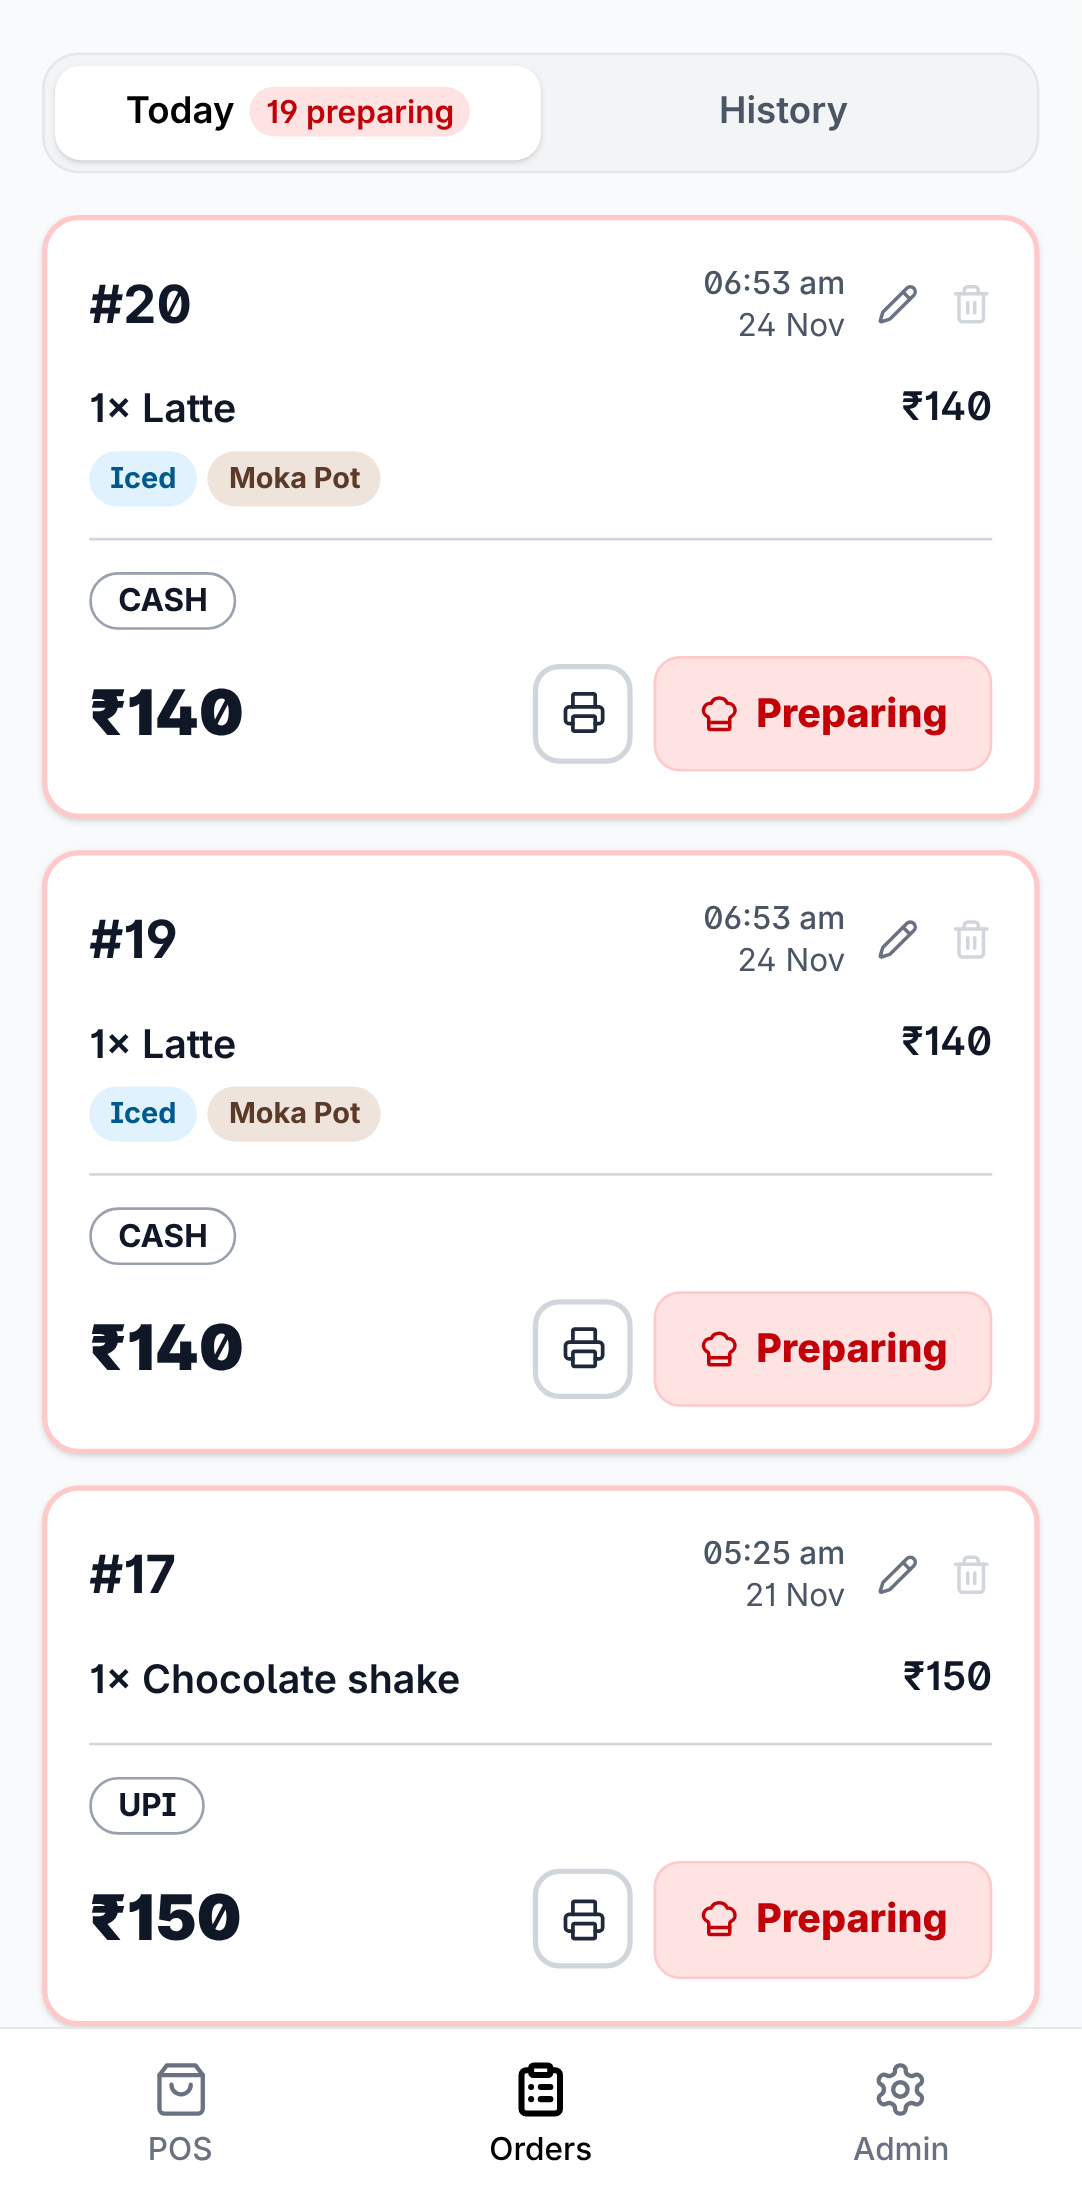 Today 19 preparing History
#20 06:53 am
24 Nov
1× Latte ₹140
Iced Moka Pot
CASH
₹140 Preparing
#19 06:53 am
24 Nov
1× Latte ₹140
Iced Moka Pot
CASH
₹140 Preparing
#17 05:25 am
21 Nov
1× Chocolate shake ₹150
UPI
₹150 Preparing
POS Orders Admin